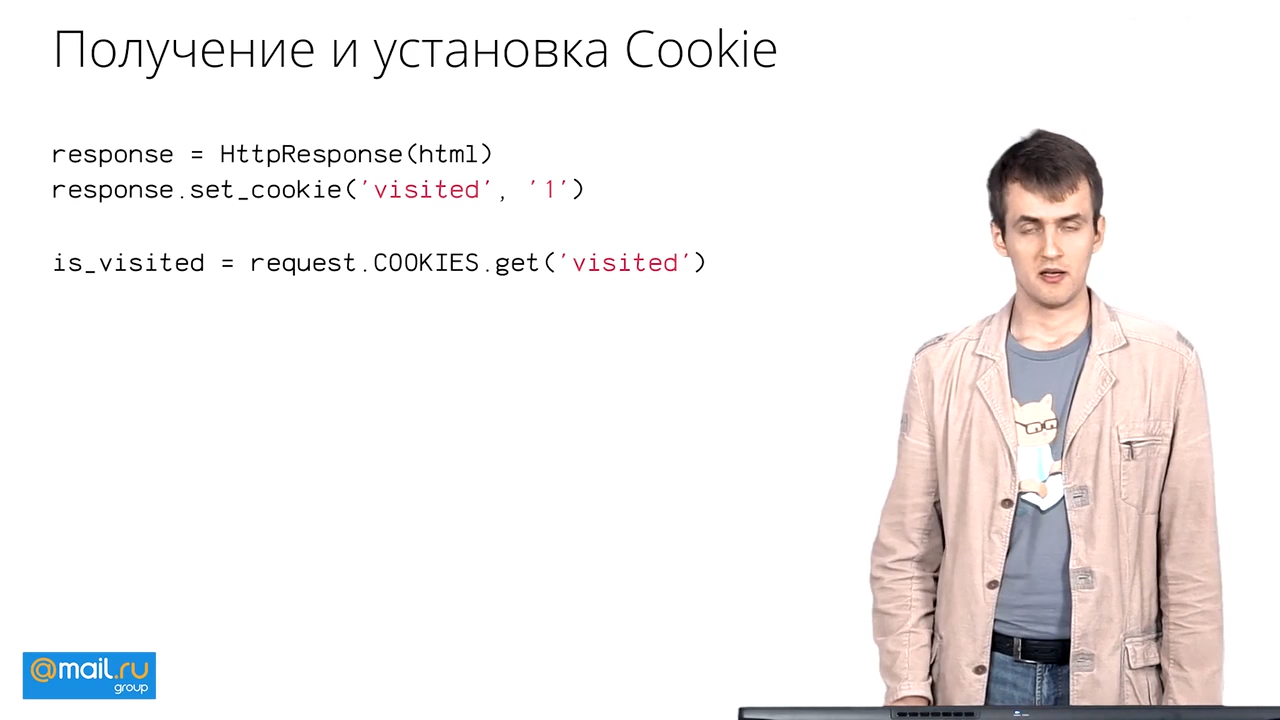 Получение и установка Cookie
response = HttpResponse(html)
response.set_cookie('visited', '1')
is_visited = request.COOKIES.get('visited')
@mail.ru
group